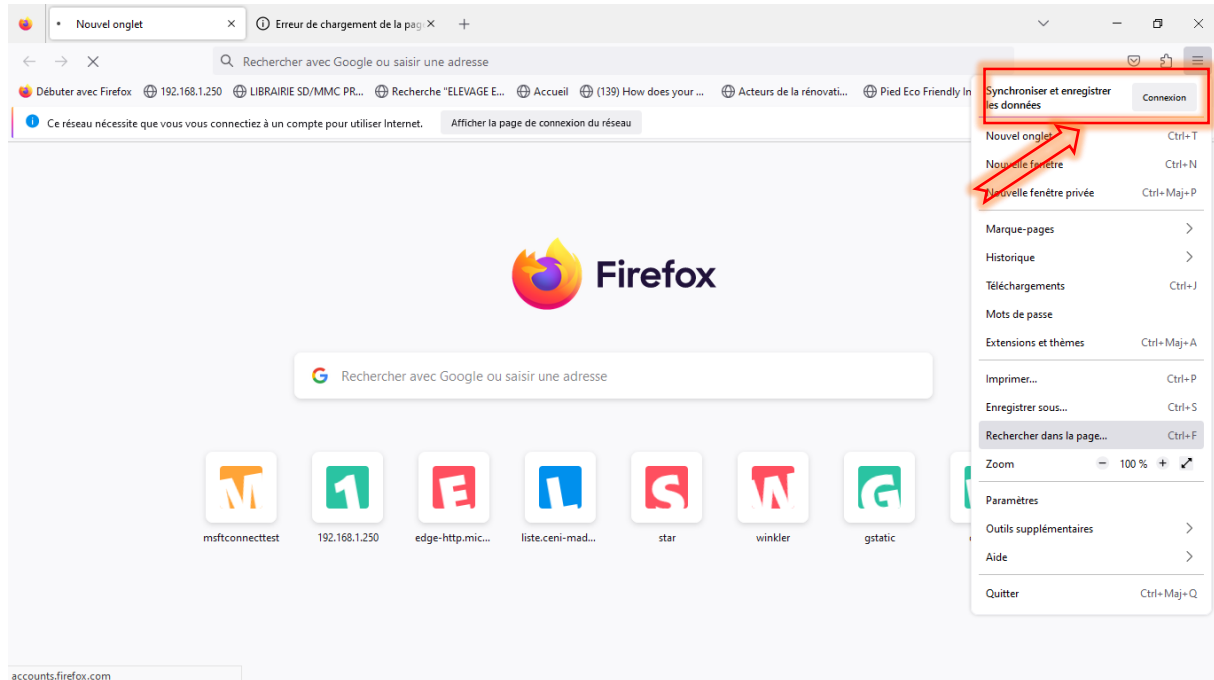 Nouvel onglet
Erreur de chargement de la pag
Rechercher avec Google ou saisir une adresse
Débuter avec Firefox 192.168.1.250 LIBRAIRIE SD/MMC PR... Recherche "ELEVAGE E... Accueil (139) How does your ... Acteurs de la rénovati... Pied Eco Friendly In
Ce réseau nécessite que vous vous connectiez à un compte pour utiliser Internet. Afficher la page de connexion du réseau
Synchroniser et enregistrer
les données
Connexion
Nouvel onglet Ctrl+T
Nouvelle fenêtre Ctrl+N
Nouvelle fenêtre privée Ctrl+Maj+P
Marque-pages
Historique
Téléchargements Ctrl+J
Mots de passe
Extensions et thèmes Ctrl+Maj+A
Imprimer... Ctrl+P
Enregistrer sous... Ctrl+S
Rechercher dans la page... Ctrl+F
Zoom − 100 % +
Paramètres
Outils supplémentaires
Aide
Quitter Ctrl+Maj+Q
Firefox
G Rechercher avec Google ou saisir une adresse
M 1 E L S W G
msftconnecttest 192.168.1.250 edge-http.mic... liste.ceni-mad... star winkler gstatic
accounts.firefox.com